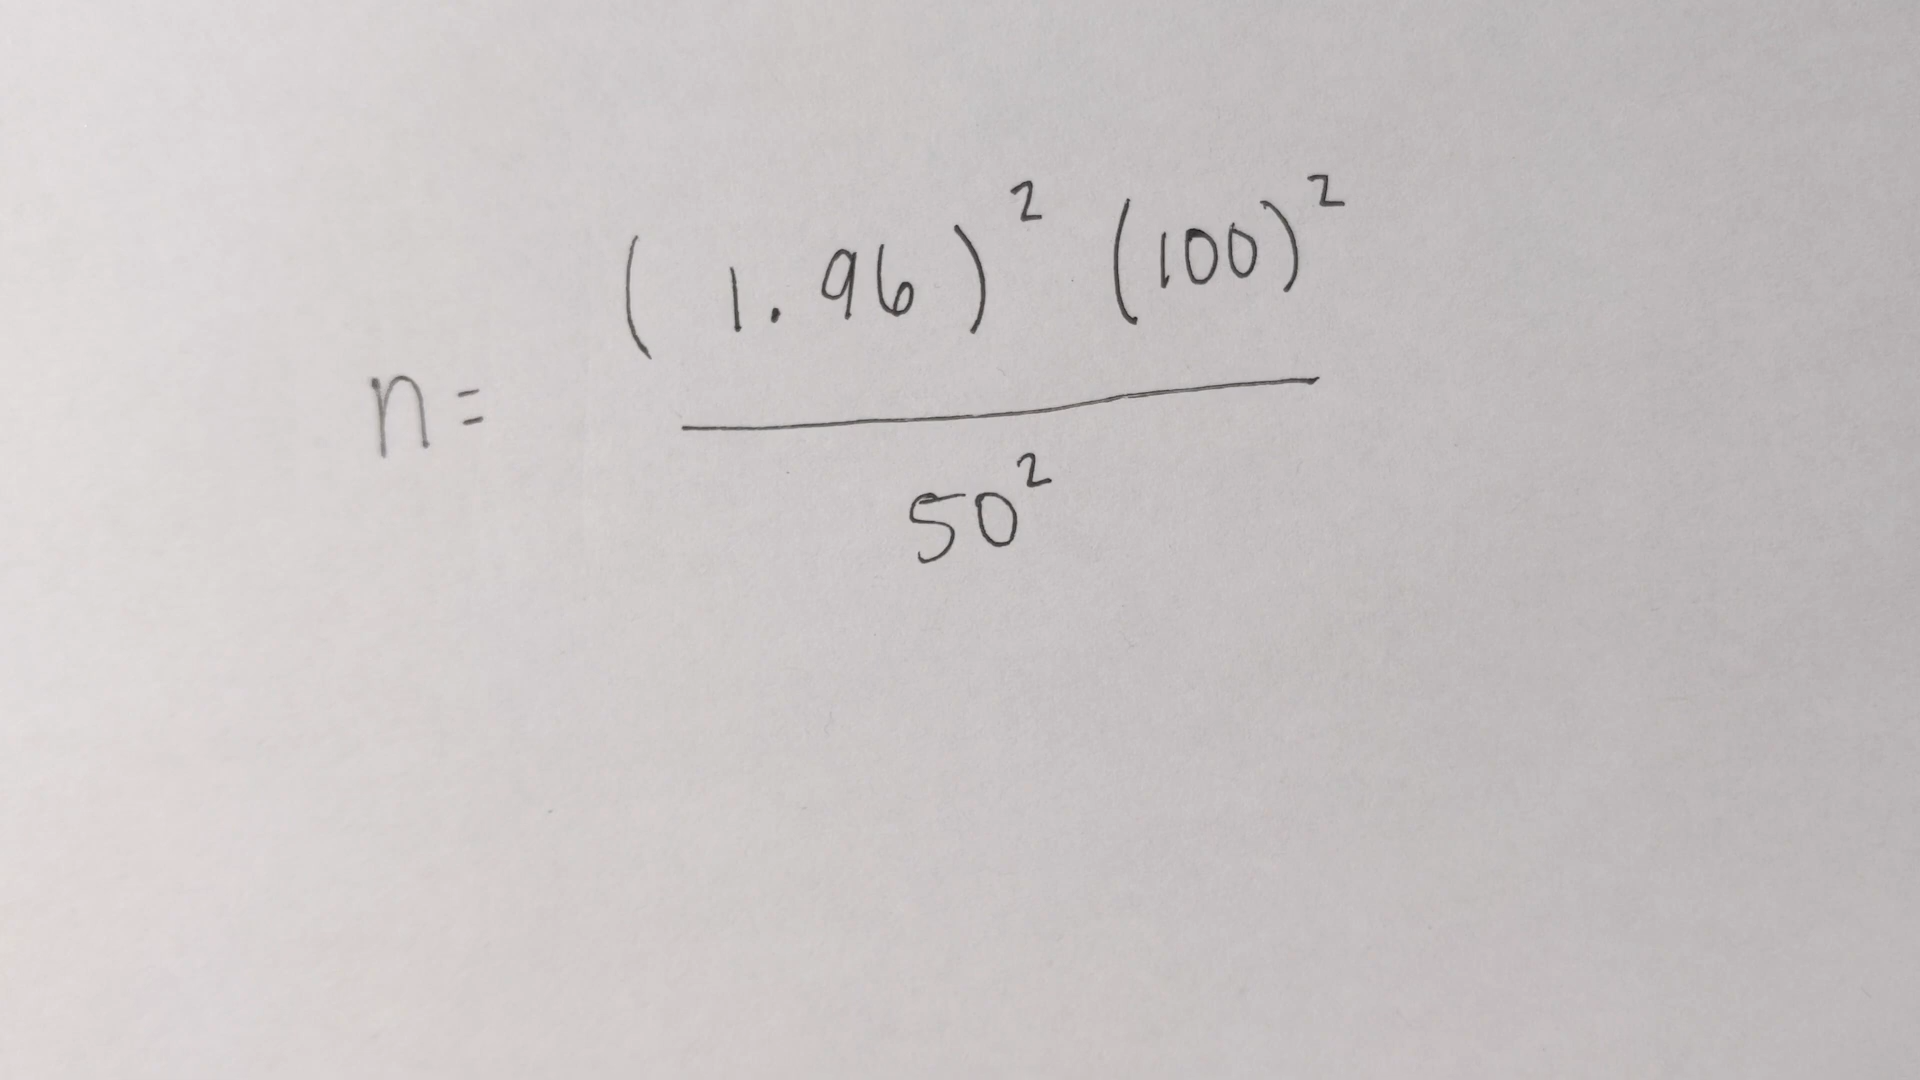 n = (1.96)² (100)² / 50²